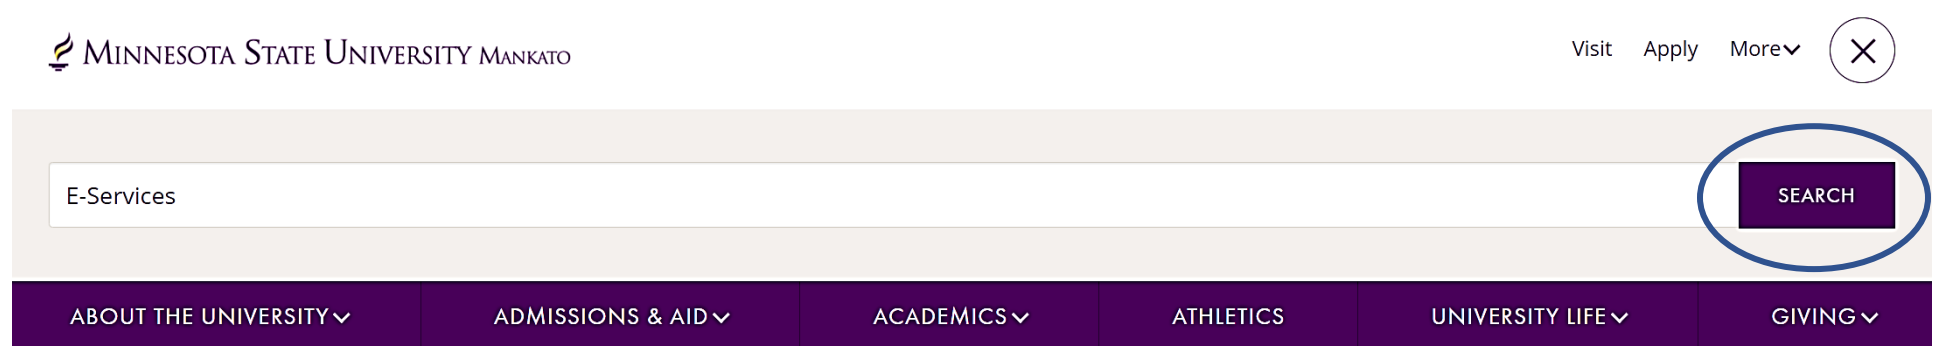 MINNESOTA STATE UNIVERSITY MANKATO
Visit Apply More
E-Services SEARCH
ABOUT THE UNIVERSITY ADMISSIONS & AID ACADEMICS ATHLETICS UNIVERSITY LIFE GIVING